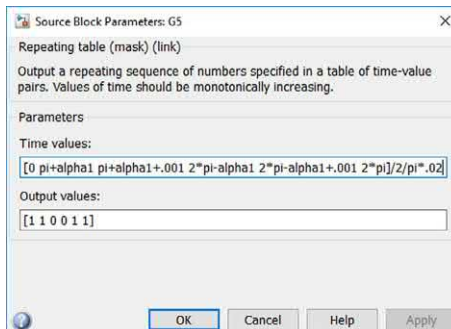 Source Block Parameters: G5
Repeating table (mask) (link)
Output a repeating sequence of numbers specified in a table of time-value
pairs. Values of time should be monotonically increasing.
Parameters
Time values:
[0 pi+alpha1 pi+alpha1+.001 2*pi-alpha1 2*pi-alpha1+.001 2*pi]/2/pi*.02
Output values:
[1 1 0 0 1 1]
OK Cancel Help Apply